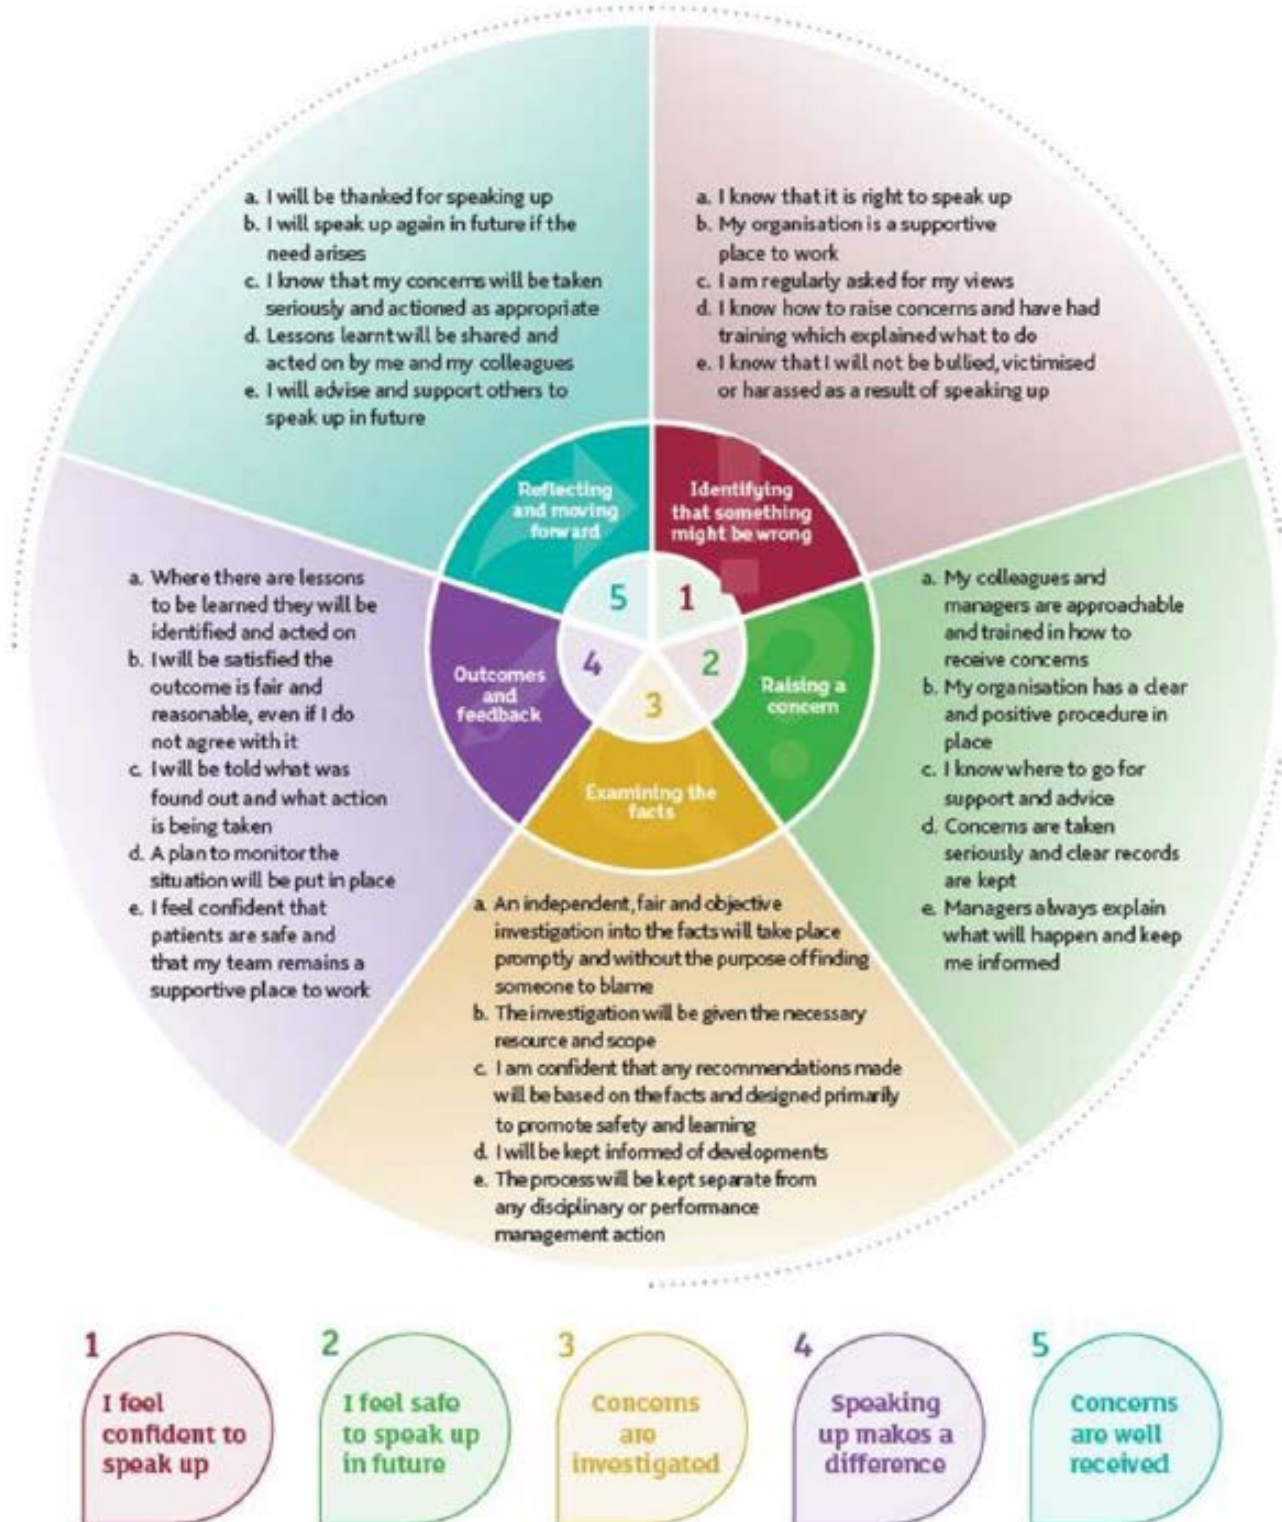 a. I will be thanked for speaking up
b. I will speak up again in future if the
need arises
c. I know that my concerns will be taken
seriously and actioned as appropriate
d. Lessons learnt will be shared and
acted on by me and my colleagues
e. I will advise and support others to
speak up in future
a. I know that it is right to speak up
b. My organisation is a supportive
place to work
c. I am regularly asked for my views
d. I know how to raise concerns and have had
training which explained what to do
e. I know that I will not be bullied, victimised
or harassed as a result of speaking up
Reflecting
and moving
forward
Identifying
that something
might be wrong
5
1
4
2
3
Outcomes
and
feedback
Raising a
concern
Examining the
facts
a. Where there are lessons
to be learned they will be
identified and acted on
b. I will be satisfied the
outcome is fair and
reasonable, even if I do
not agree with it
c. I will be told what was
found out and what action
is being taken
d. A plan to monitor the
situation will be put in place
e. I feel confident that
patients are safe and
that my team remains a
supportive place to work
a. My colleagues and
managers are approachable
and trained in how to
receive concerns
b. My organisation has a clear
and positive procedure in
place
c. I know where to go for
support and advice
d. Concerns are taken
seriously and clear records
are kept
e. Managers always explain
what will happen and keep
me informed
a. An independent, fair and objective
investigation into the facts will take place
promptly and without the purpose of finding
someone to blame
b. The investigation will be given the necessary
resource and scope
c. I am confident that any recommendations made
will be based on the facts and designed primarily
to promote safety and learning
d. I will be kept informed of developments
e. The process will be kept separate from
any disciplinary or performance
management action
1
I feel
confident to
speak up
2
I feel safe
to speak up
in future
3
Concerns
are
investigated
4
Speaking
up makes a
difference
5
Concerns
are well
received